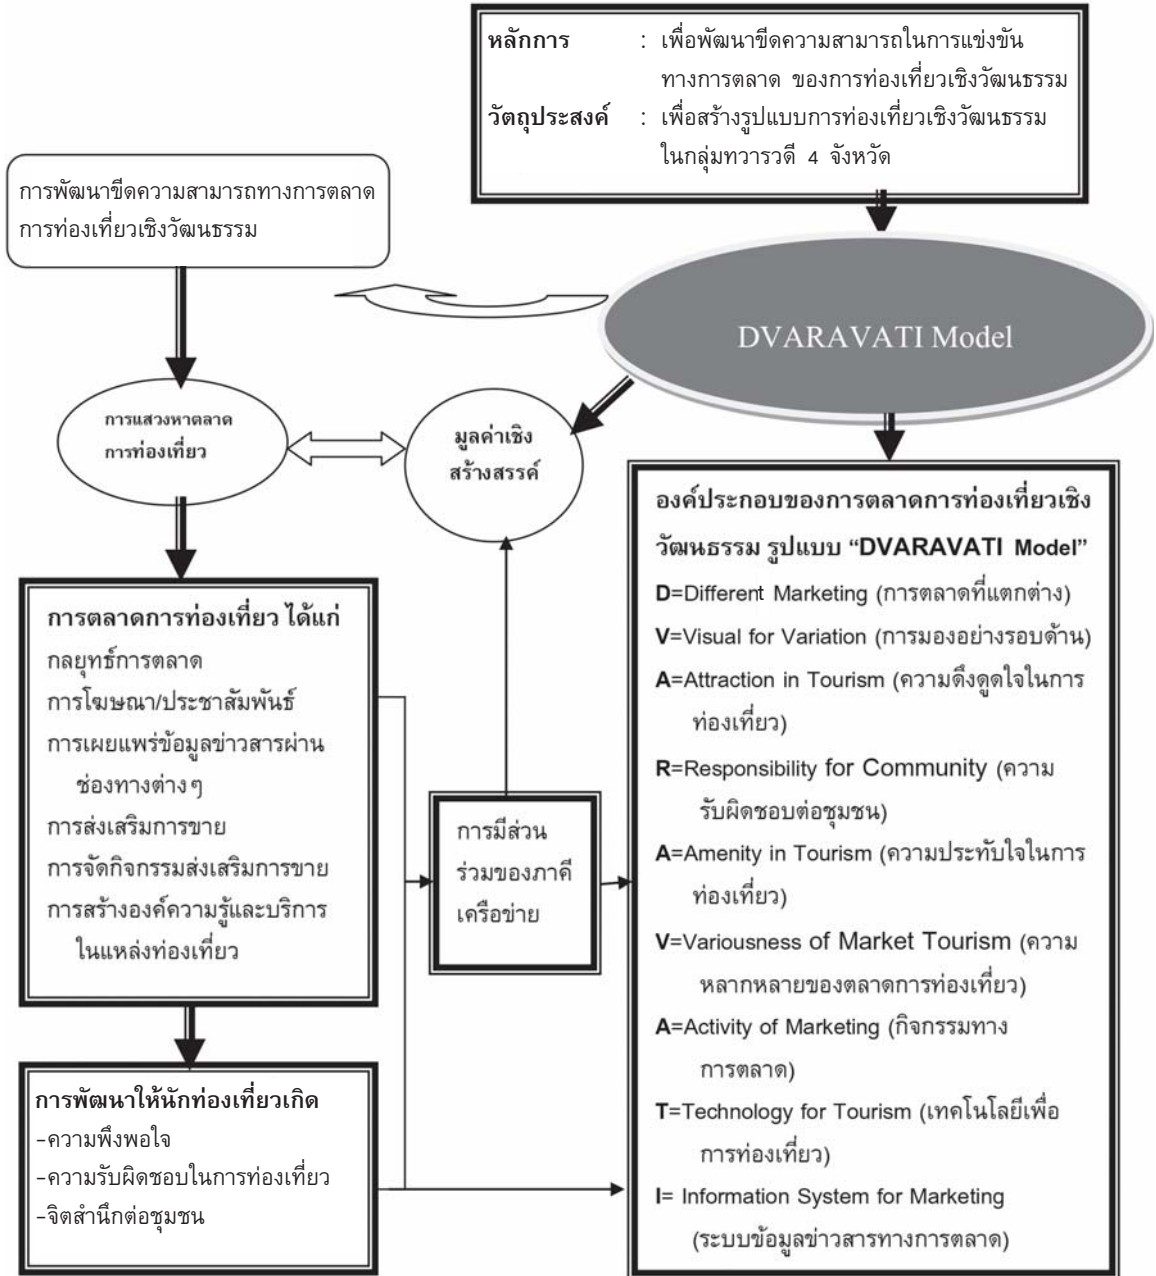 หลักการ : เพื่อพัฒนาขีดความสามารถในการแข่งขัน
ทางการตลาด ของการท่องเที่ยวเชิงวัฒนธรรม
วัตถุประสงค์ : เพื่อสร้างรูปแบบการท่องเที่ยวเชิงวัฒนธรรม
ในกลุ่มทวารวดี 4 จังหวัด
การพัฒนาขีดความสามารถทางการตลาด
การท่องเที่ยวเชิงวัฒนธรรม
DVARAVATI Model
การแสวงหาตลาด
การท่องเที่ยว
มูลค่าเชิง
สร้างสรรค์
การตลาดการท่องเที่ยว ได้แก่
กลยุทธ์การตลาด
การโฆษณา/ประชาสัมพันธ์
การเผยแพร่ข้อมูลข่าวสารผ่าน
ช่องทางต่างๆ
การส่งเสริมการขาย
การจัดกิจกรรมส่งเสริมการขาย
การสร้างองค์ความรู้และบริการ
ในแหล่งท่องเที่ยว
การมีส่วน
ร่วมของภาคี
เครือข่าย
การพัฒนาให้นักท่องเที่ยวเกิด
-ความพึงพอใจ
-ความรับผิดชอบในการท่องเที่ยว
-จิตสำนึกต่อชุมชน
องค์ประกอบของการตลาดการท่องเที่ยวเชิง
วัฒนธรรม รูปแบบ “DVARAVATI Model”
D=Different Marketing (การตลาดที่แตกต่าง)
V=Visual for Variation (การมองอย่างรอบด้าน)
A=Attraction in Tourism (ความดึงดูดใจในการ
ท่องเที่ยว)
R=Responsibility for Community (ความ
รับผิดชอบต่อชุมชน)
A=Amenity in Tourism (ความประทับใจในการ
ท่องเที่ยว)
V=Variousness of Market Tourism (ความ
หลากหลายของตลาดการท่องเที่ยว)
A=Activity of Marketing (กิจกรรมทาง
การตลาด)
T=Technology for Tourism (เทคโนโลยีเพื่อ
การท่องเที่ยว)
I= Information System for Marketing
(ระบบข้อมูลข่าวสารทางการตลาด)